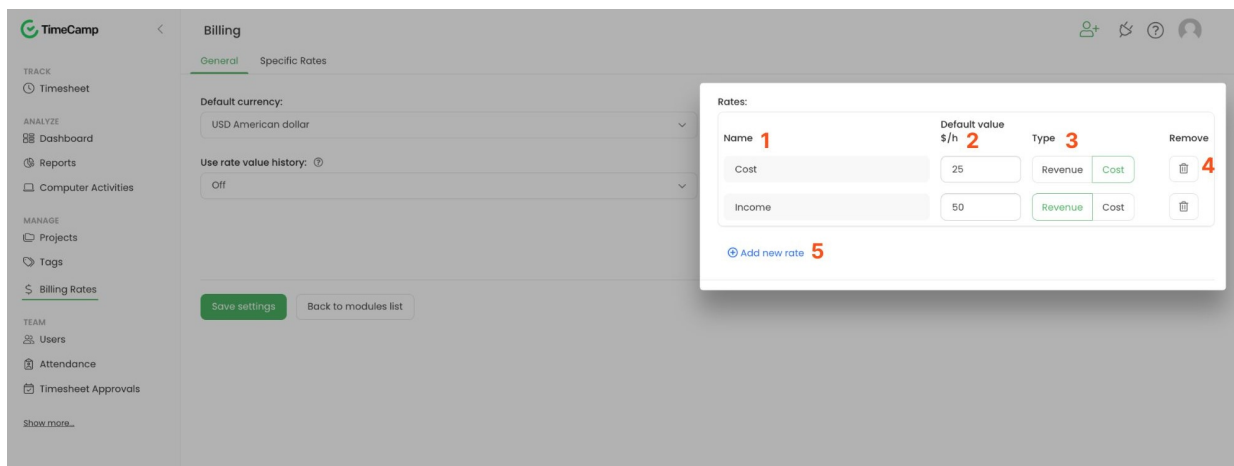 TimeCamp
TRACK
Timesheet
ANALYZE
Dashboard
Reports
Computer Activities
MANAGE
Projects
Tags
Billing Rates
TEAM
Users
Attendance
Timesheet Approvals
Show more...
Billing
General Specific Rates
Default currency:
USD American dollar
Use rate value history:
Off
Save settings Back to modules list
Rates:
Name 1 Default value $/h 2 Type 3 Remove
Cost 25 Revenue Cost 4
Income 50 Revenue Cost
Add new rate 5